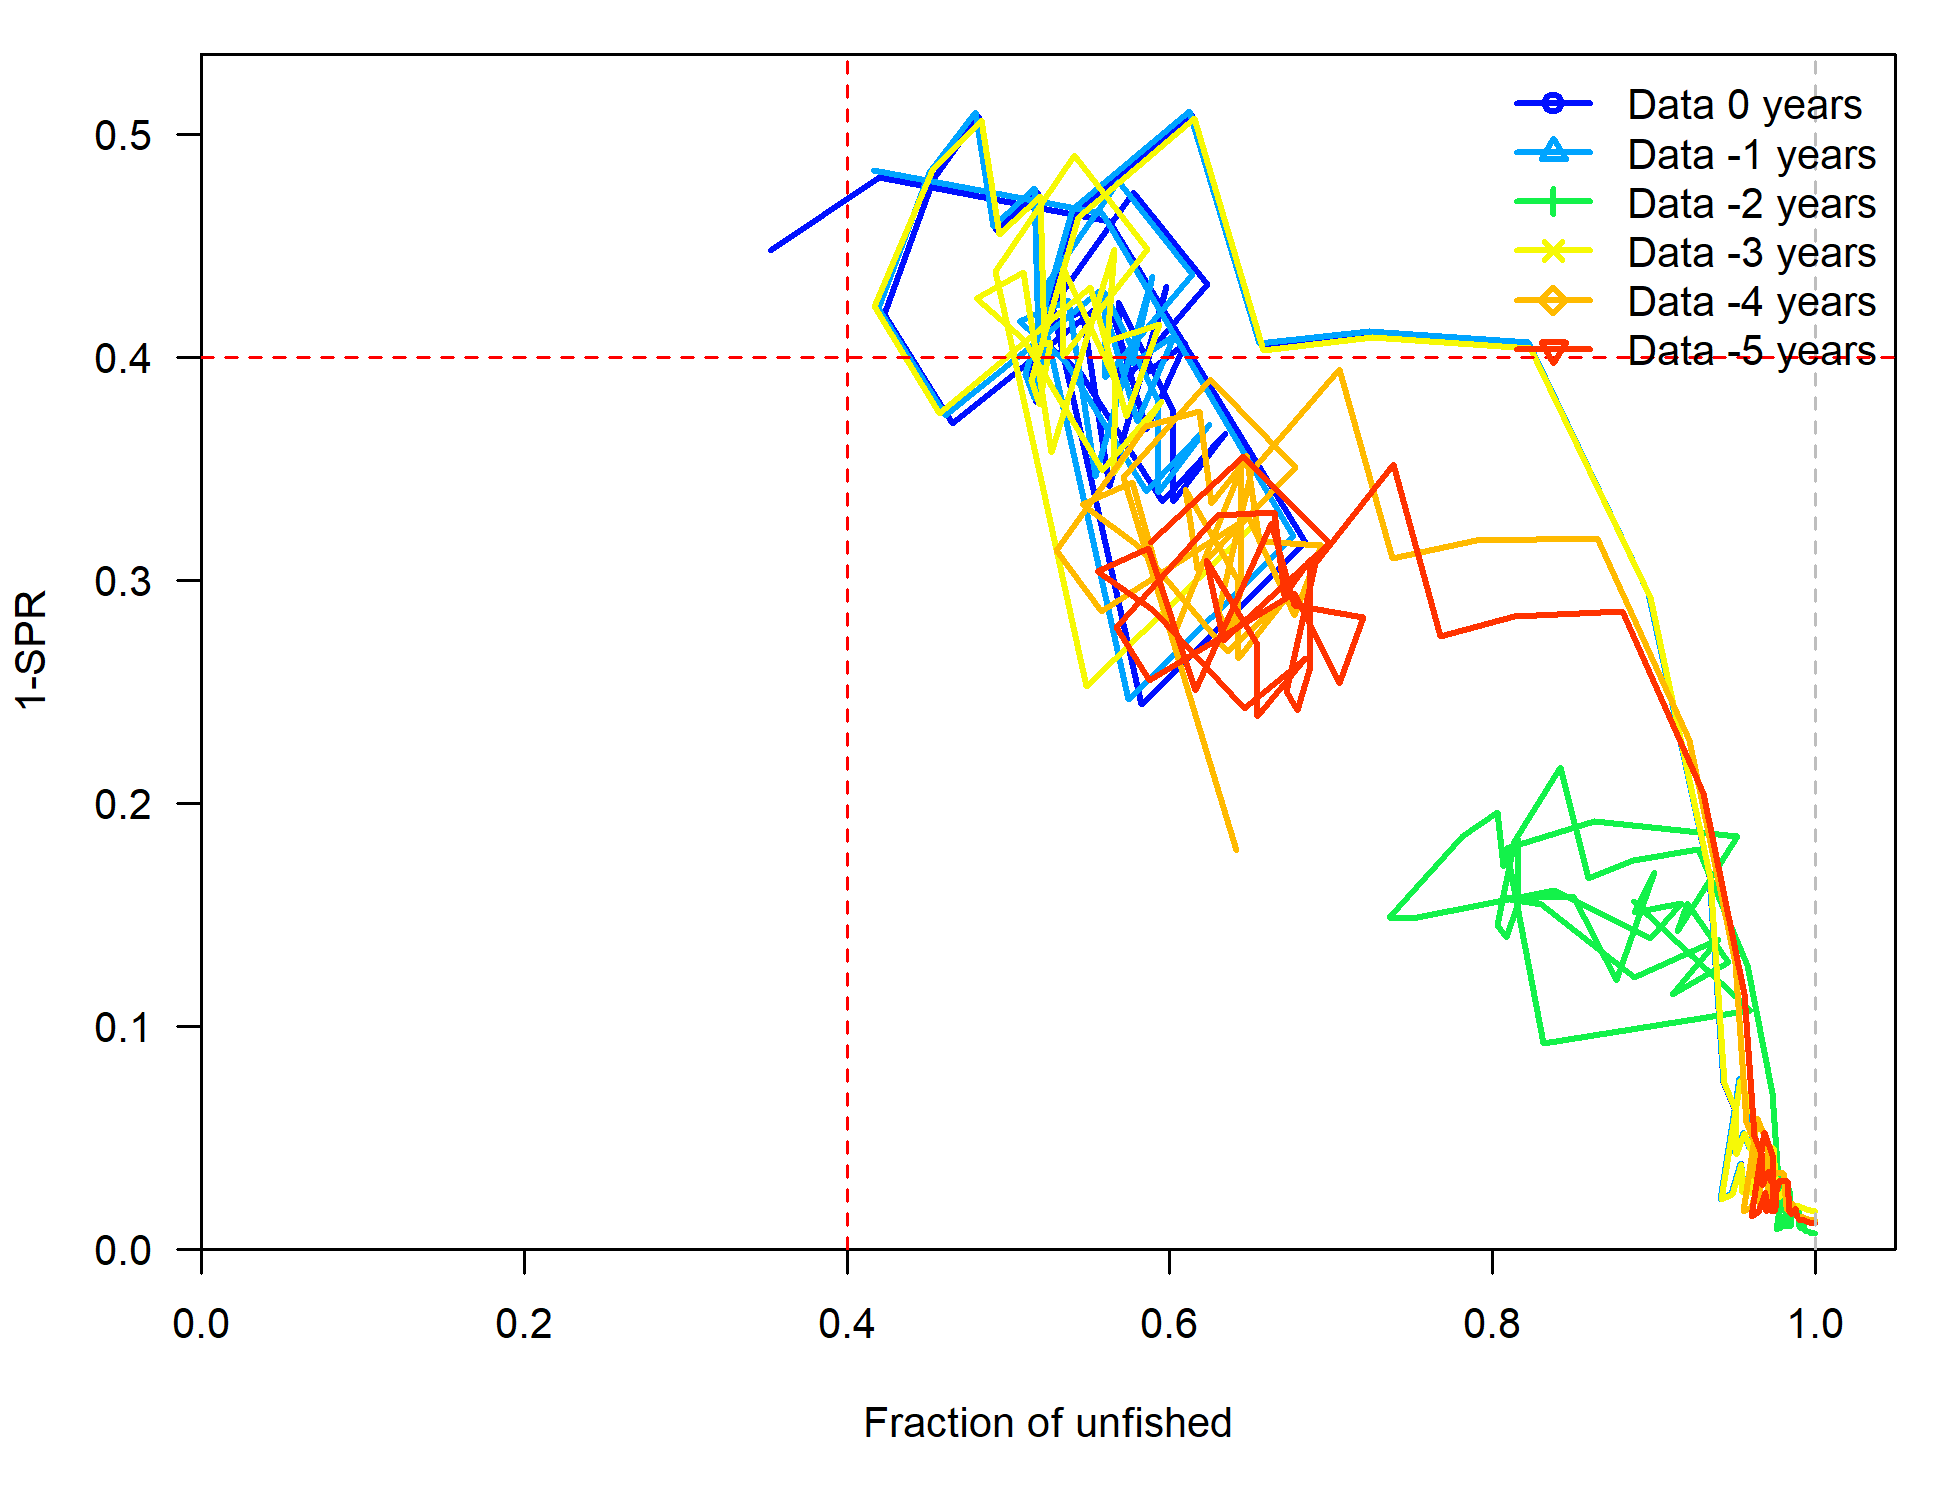 Data 0 years
Data -1 years
Data -2 years
Data -3 years
Data -4 years
Data -5 years
0.5
0.4
0.3
0.2
0.1
0.0
1-SPR
0.0 0.2 0.4 0.6 0.8 1.0
Fraction of unfished